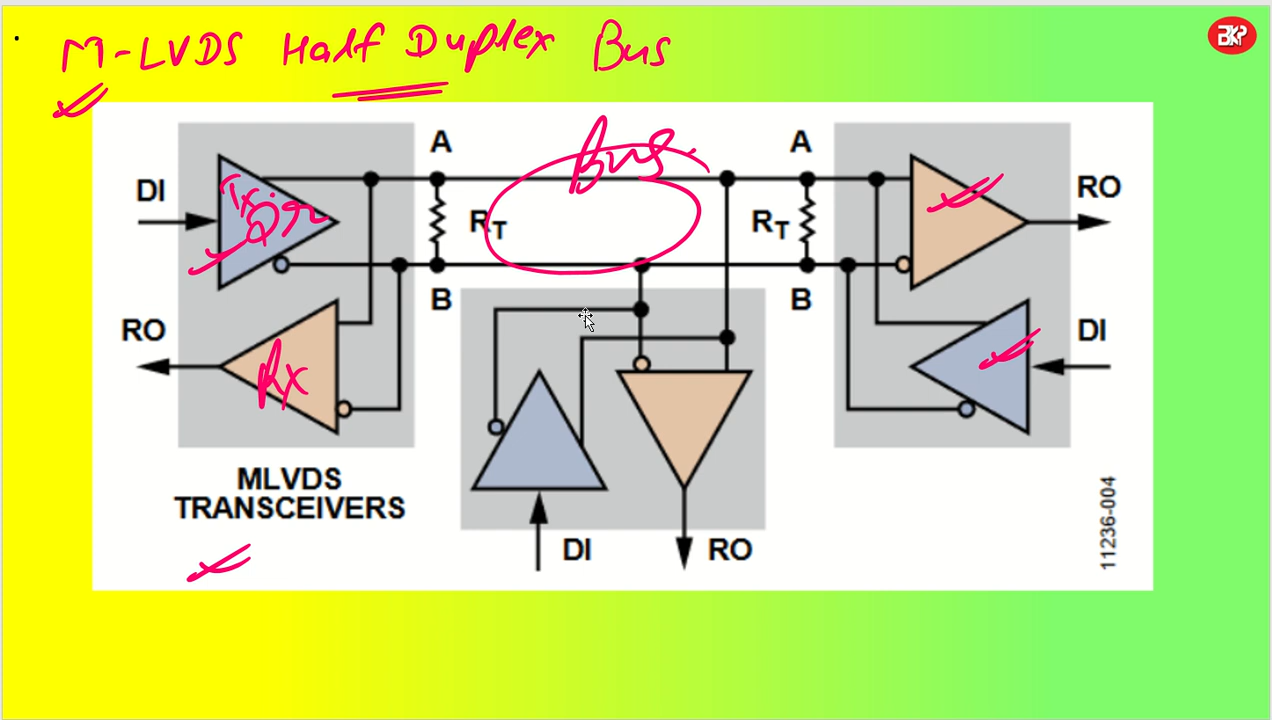 M-LVDS Half Duplex Bus
BKP
A
Bus
A
DI
Tx
RO
RT
RT
B
B
RO
DI
Rx
MLVDS
TRANSCEIVERS
DI
RO
11236-004